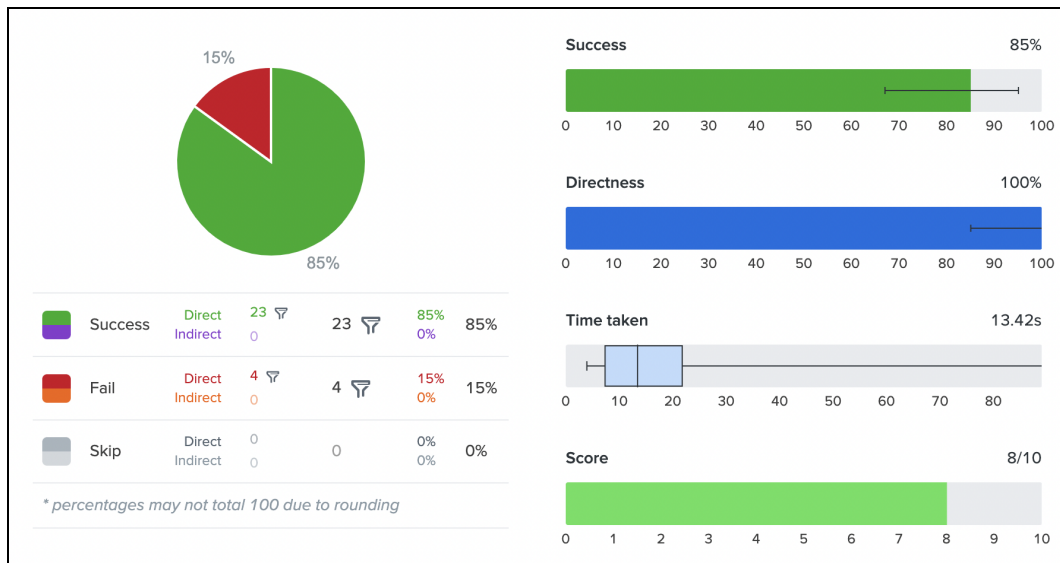 15%
85%
Success Direct 23 23 85% 85%
Indirect 0 0%
Fail Direct 4 4 15% 15%
Indirect 0 0%
Skip Direct 0 0 0% 0%
Indirect 0 0%
* percentages may not total 100 due to rounding
Success 85%
0 10 20 30 40 50 60 70 80 90 100
Directness 100%
0 10 20 30 40 50 60 70 80 90 100
Time taken 13.42s
0 10 20 30 40 50 60 70 80
Score 8/10
0 1 2 3 4 5 6 7 8 9 10